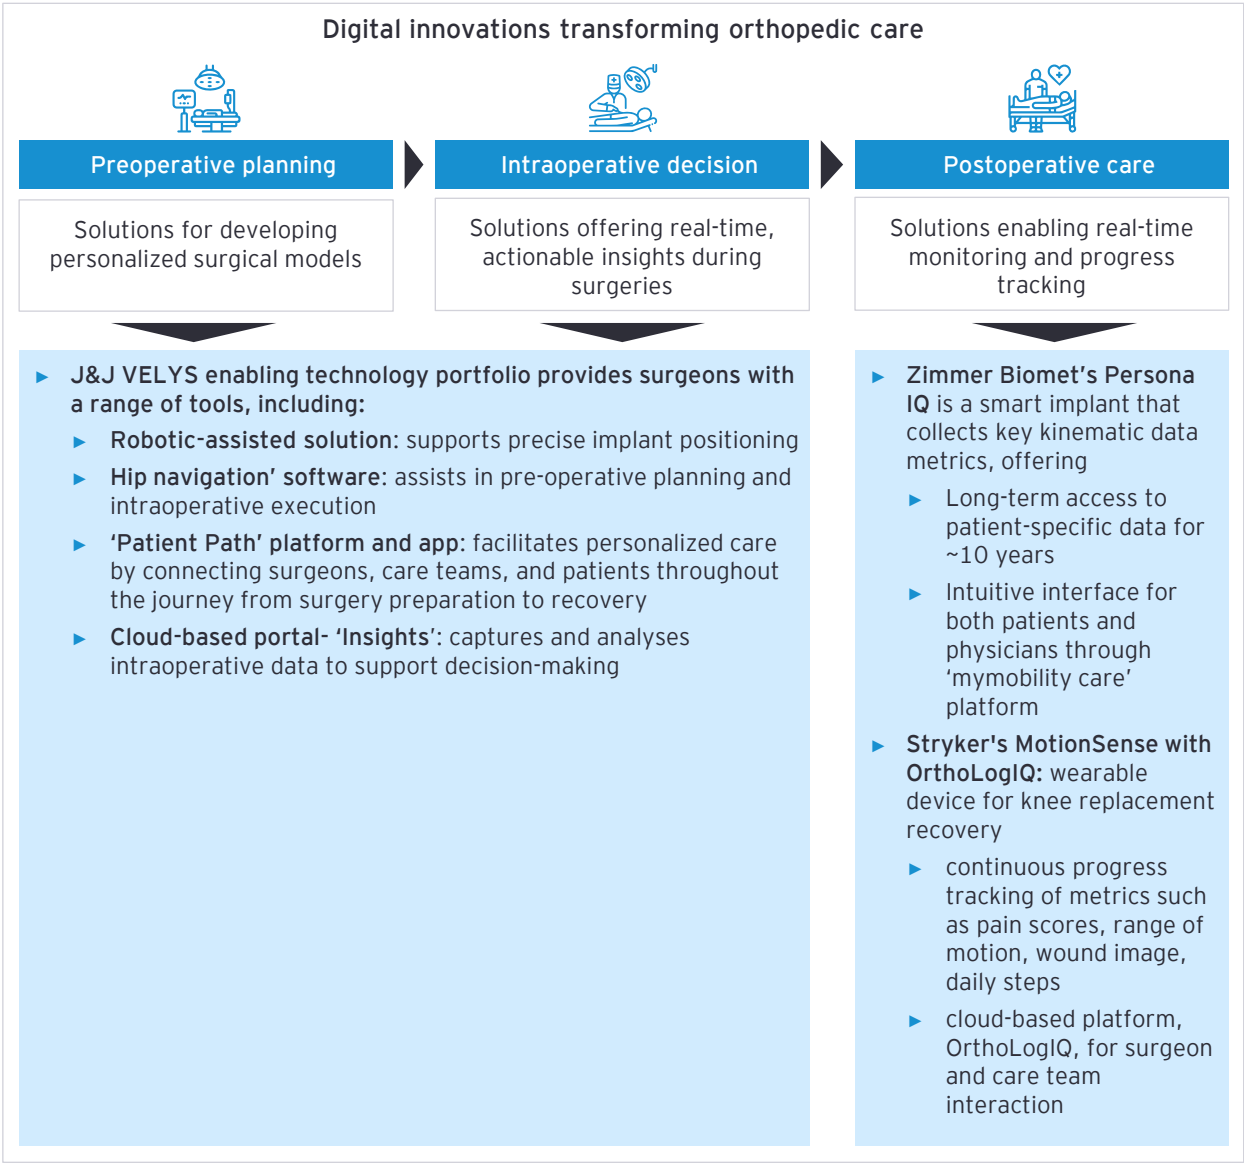 Digital innovations transforming orthopedic care
Preoperative planning
Intraoperative decision
Postoperative care
Solutions for developing
personalized surgical models
Solutions offering real-time,
actionable insights during
surgeries
Solutions enabling real-time
monitoring and progress
tracking
► J&J VELYS enabling technology portfolio provides surgeons with
a range of tools, including:
► Robotic-assisted solution: supports precise implant positioning
► Hip navigation’ software: assists in pre-operative planning and
intraoperative execution
► ‘Patient Path’ platform and app: facilitates personalized care
by connecting surgeons, care teams, and patients throughout
the journey from surgery preparation to recovery
► Cloud-based portal- ‘Insights’: captures and analyses
intraoperative data to support decision-making
► Zimmer Biomet’s Persona
IQ is a smart implant that
collects key kinematic data
metrics, offering
► Long-term access to
patient-specific data for
~10 years
► Intuitive interface for
both patients and
physicians through
‘mymobility care’
platform
► Stryker's MotionSense with
OrthoLogIQ: wearable
device for knee replacement
recovery
► continuous progress
tracking of metrics such
as pain scores, range of
motion, wound image,
daily steps
► cloud-based platform,
OrthoLogIQ, for surgeon
and care team
interaction